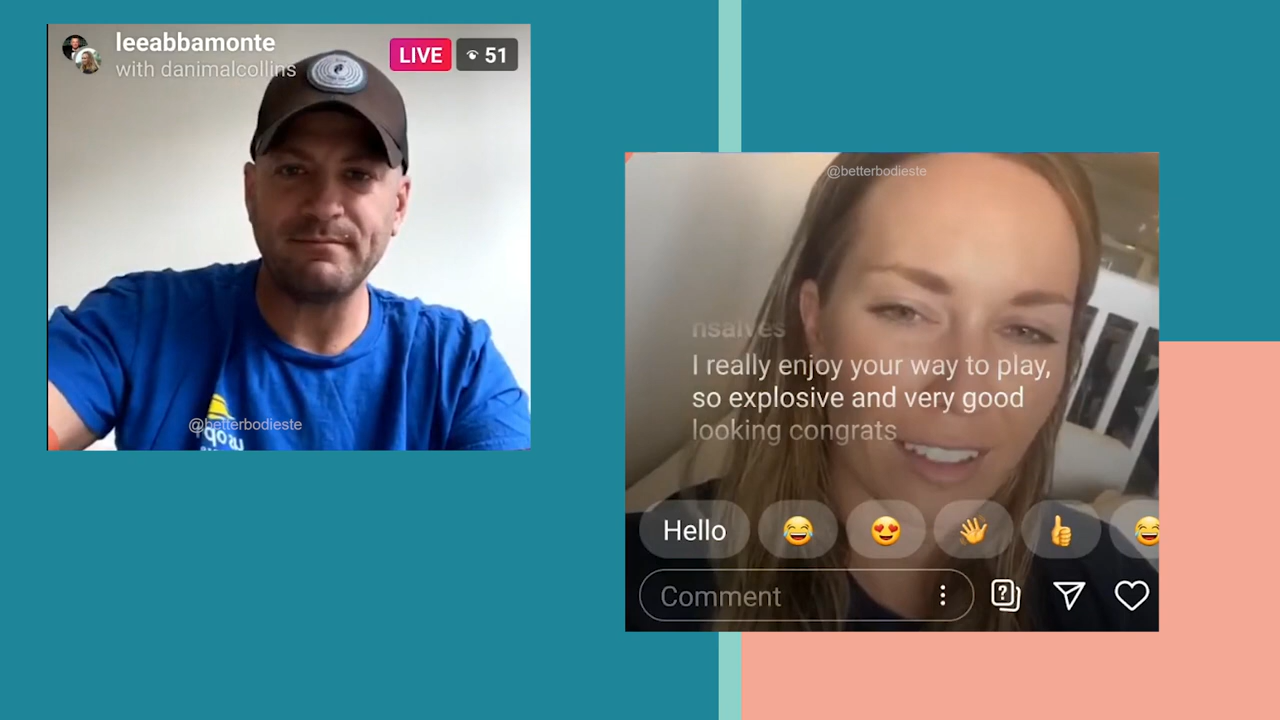 leeabbamonte
with danimalcollins
LIVE
51
@betterbodieste
@betterbodieste
nsalves
I really enjoy your way to play,
so explosive and very good
looking congrats
Hello
Comment